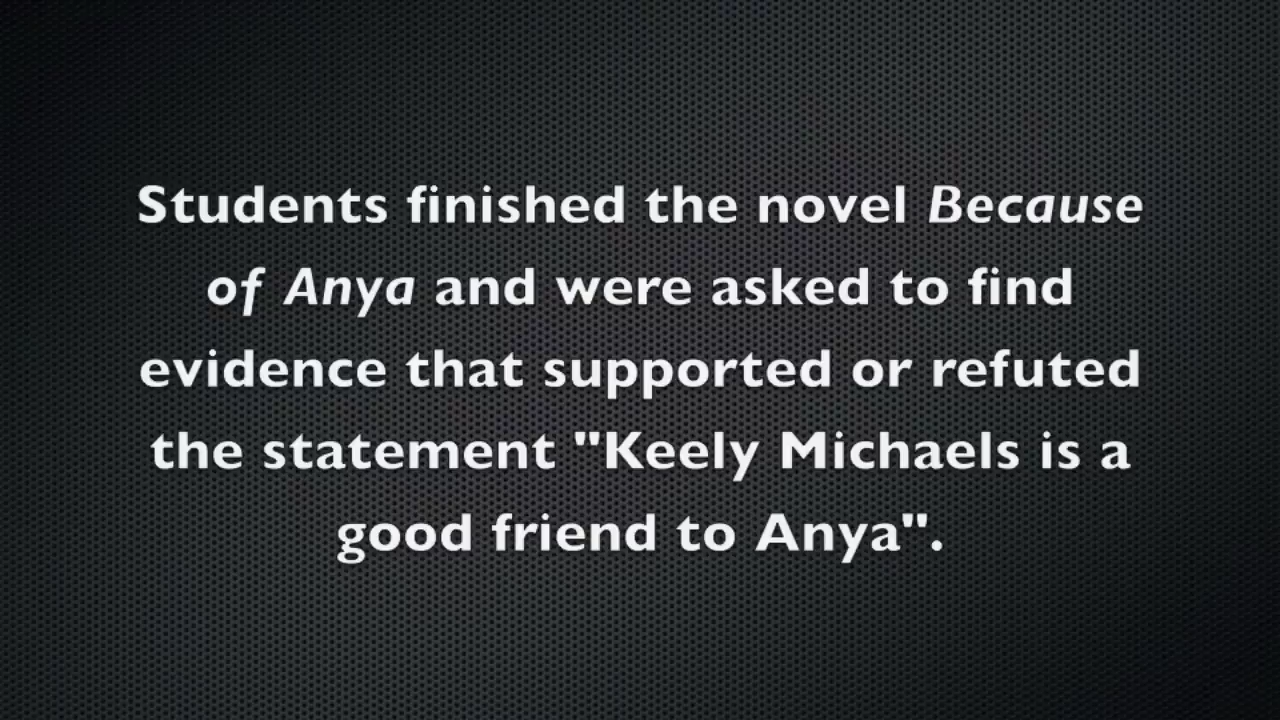 Students finished the novel Because
of Anya and were asked to find
evidence that supported or refuted
the statement "Keely Michaels is a
good friend to Anya".